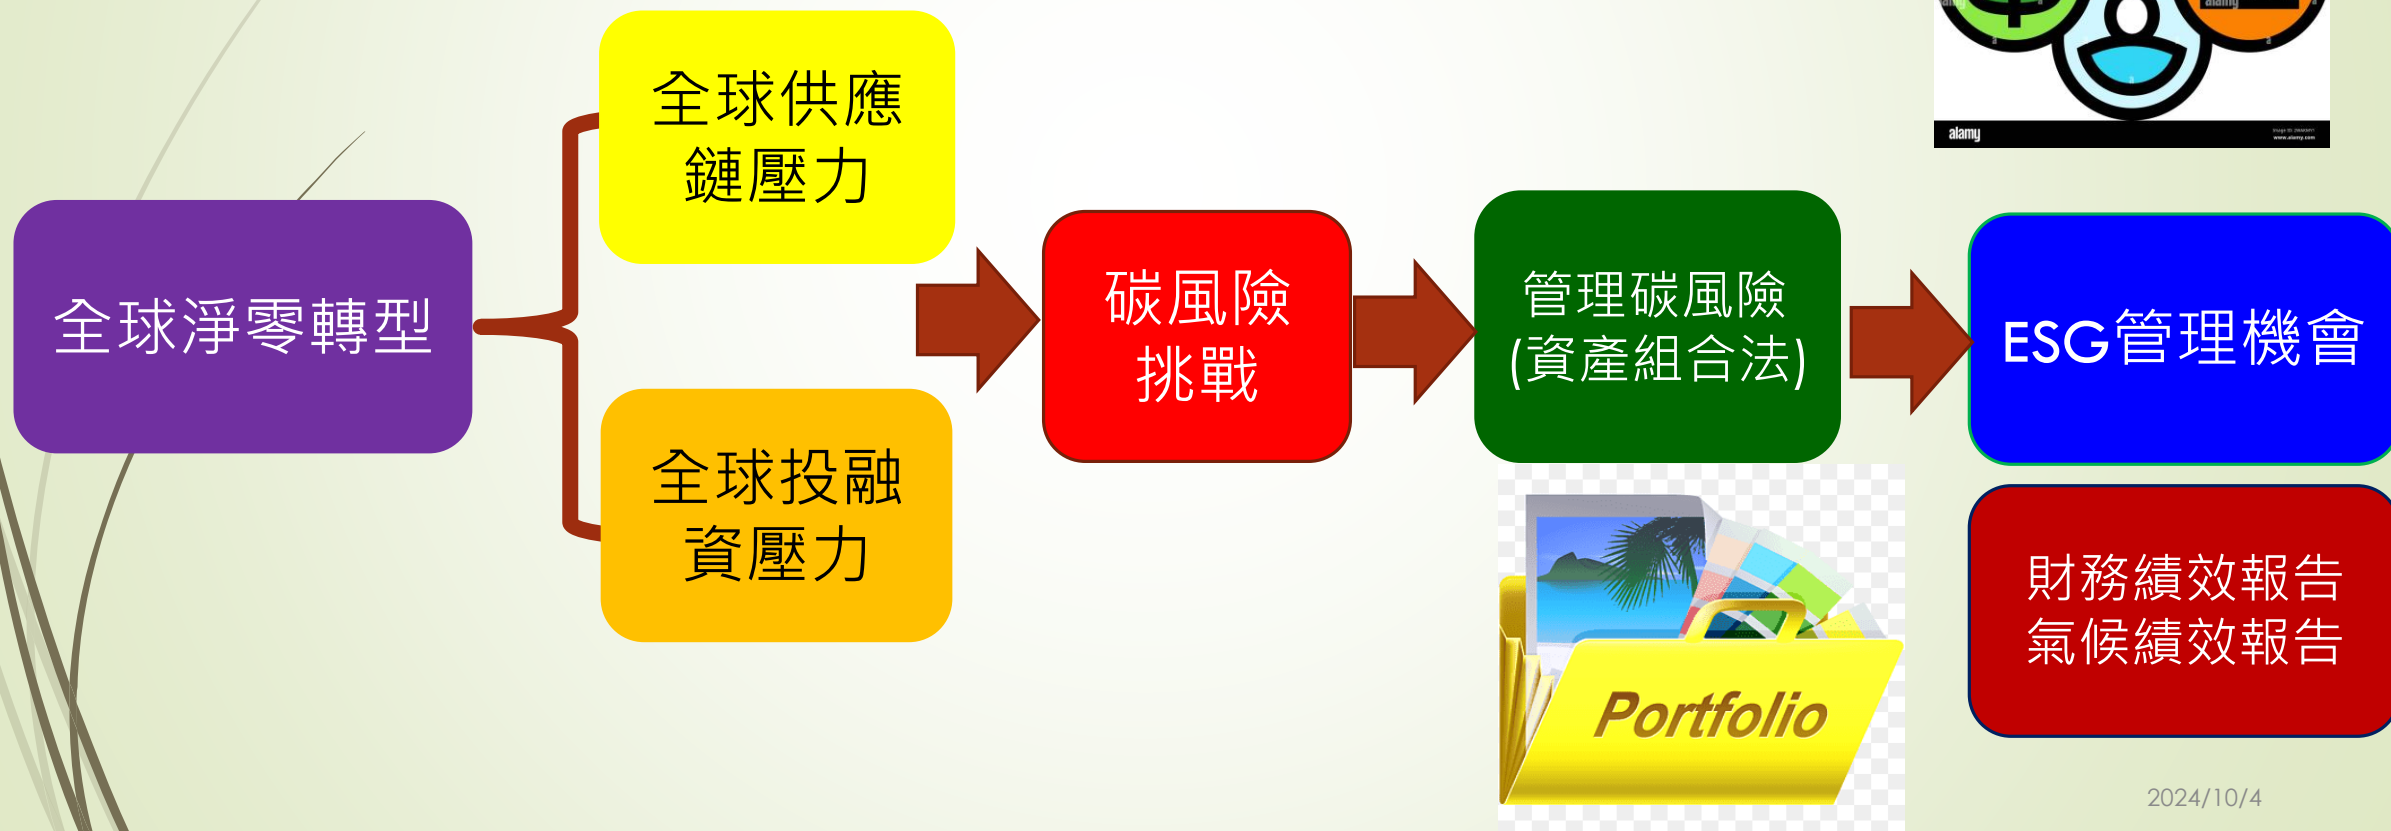 全球淨零轉型
全球供應
鏈壓力
全球投融
資壓力
碳風險
挑戰
管理碳風險
(資產組合法)
Portfolio
alamy
www.alamy.com
ESG管理機會
財務績效報告
氣候績效報告
2024/10/4